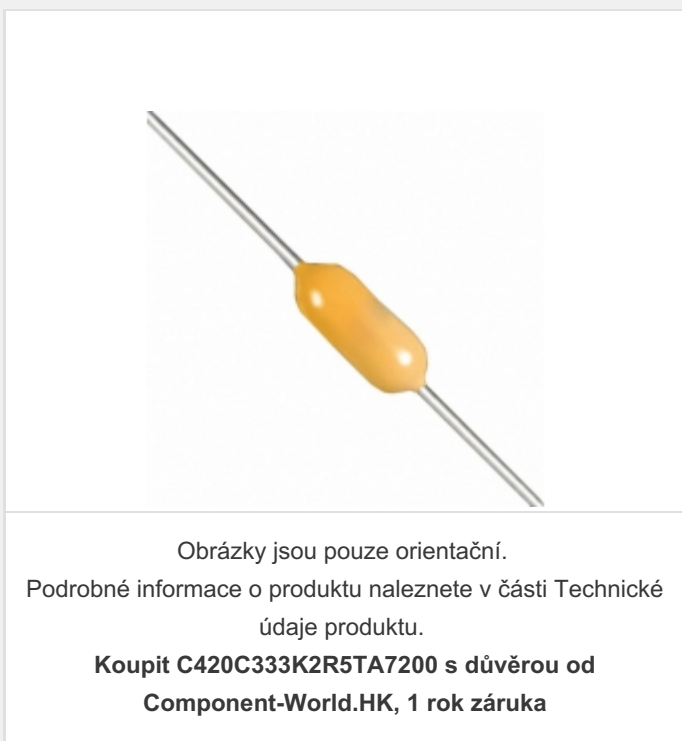 Obrázky jsou pouze orientační.
Podrobné informace o produktu naleznete v části Technické
údaje produktu.
Koupit C420C333K2R5TA7200 s důvěrou od
Component-World.HK, 1 rok záruka